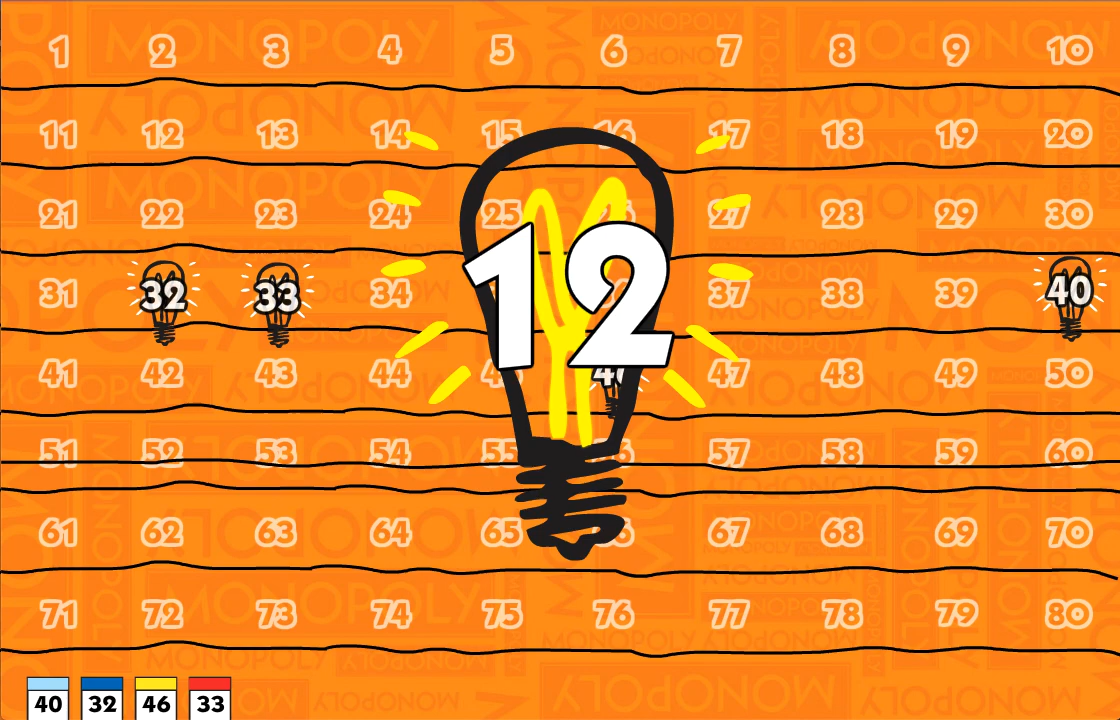 MONOPOLY
1 2 3 4 5 6 7 8 9 10
11 12 13 14 15 16 17 18 19 20
21 22 23 24 25 26 27 28 29 30
12
31 32 33 34 37 38 39 40
41 42 43 44 47 48 49 50
51 52 53 54 55 57 58 59 60
61 62 63 64 65 67 68 69 70
71 72 73 74 75 76 77 78 79 80
40 32 46 33